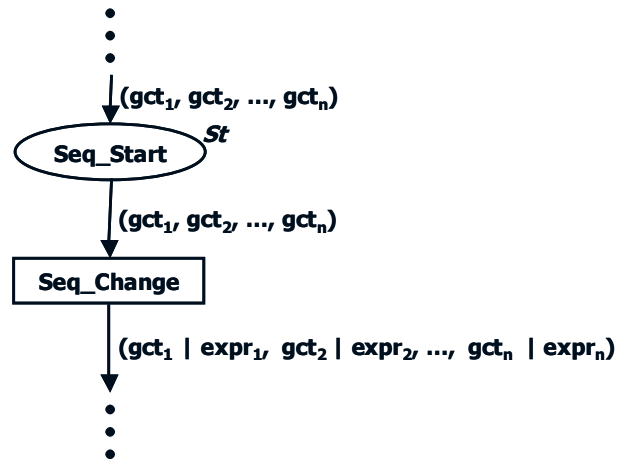 (gct₁, gct₂, ..., gctₙ)
St
Seq_Start
(gct₁, gct₂, ..., gctₙ)
Seq_Change
(gct₁ | expr₁, gct₂ | expr₂, ..., gctₙ | exprₙ)